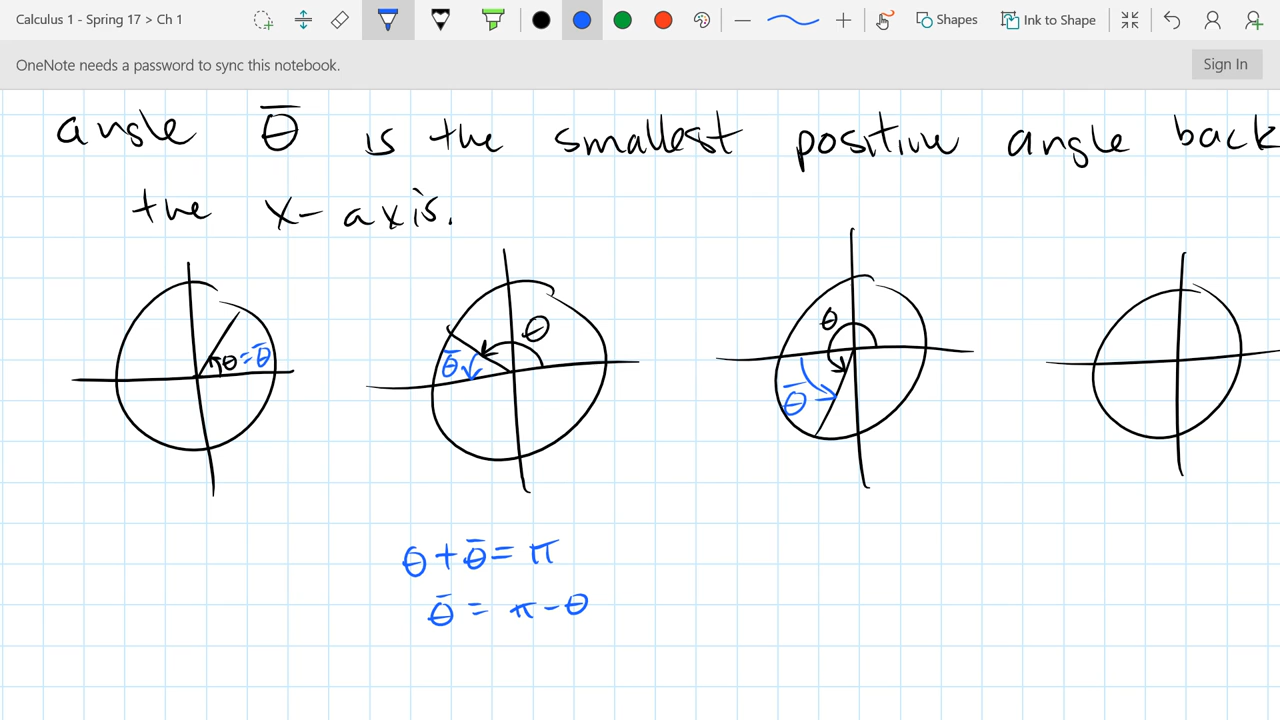 Calculus 1 - Spring 17 > Ch 1
Shapes
Ink to Shape
OneNote needs a password to sync this notebook.
Sign In
angle θ̄ is the smallest positive angle back
the x-axis.
θ=θ̄
θ
θ̄
θ
θ̄
θ+θ̄=π
θ̄ = π-θ